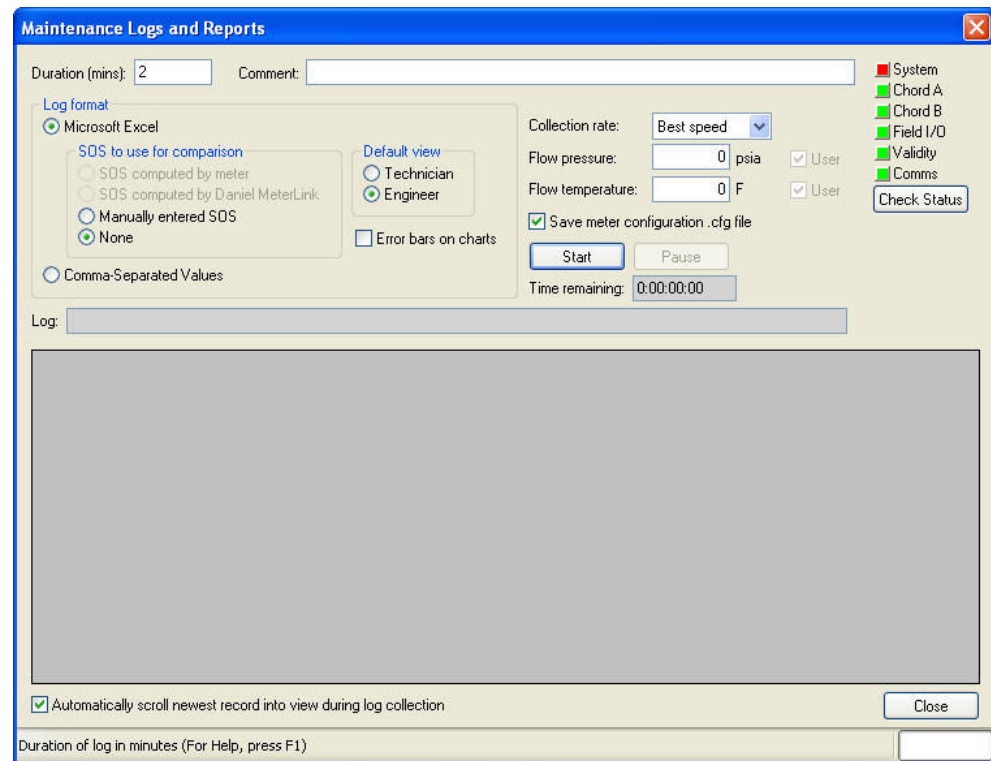 Maintenance Logs and Reports
Duration (mins): 2 Comment:
Log format
Microsoft Excel
SOS to use for comparison
SOS computed by meter
SOS computed by Daniel MeterLink
Manually entered SOS
None
Default view
Technician
Engineer
Error bars on charts
Comma-Separated Values
Collection rate: Best speed
Flow pressure: 0 psia User
Flow temperature: 0 F User
Save meter configuration .cfg file
Start Pause
Time remaining: 0:00:00:00
System
Chord A
Chord B
Field I/O
Validity
Comms
Check Status
Log:
Automatically scroll newest record into view during log collection
Close
Duration of log in minutes (For Help, press F1)